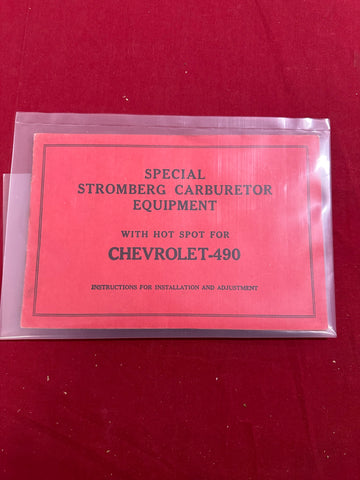 SPECIAL
STROMBERG CARBURETOR
EQUIPMENT
WITH HOT SPOT FOR
CHEVROLET-490
INSTRUCTIONS FOR INSTALLATION AND ADJUSTMENT